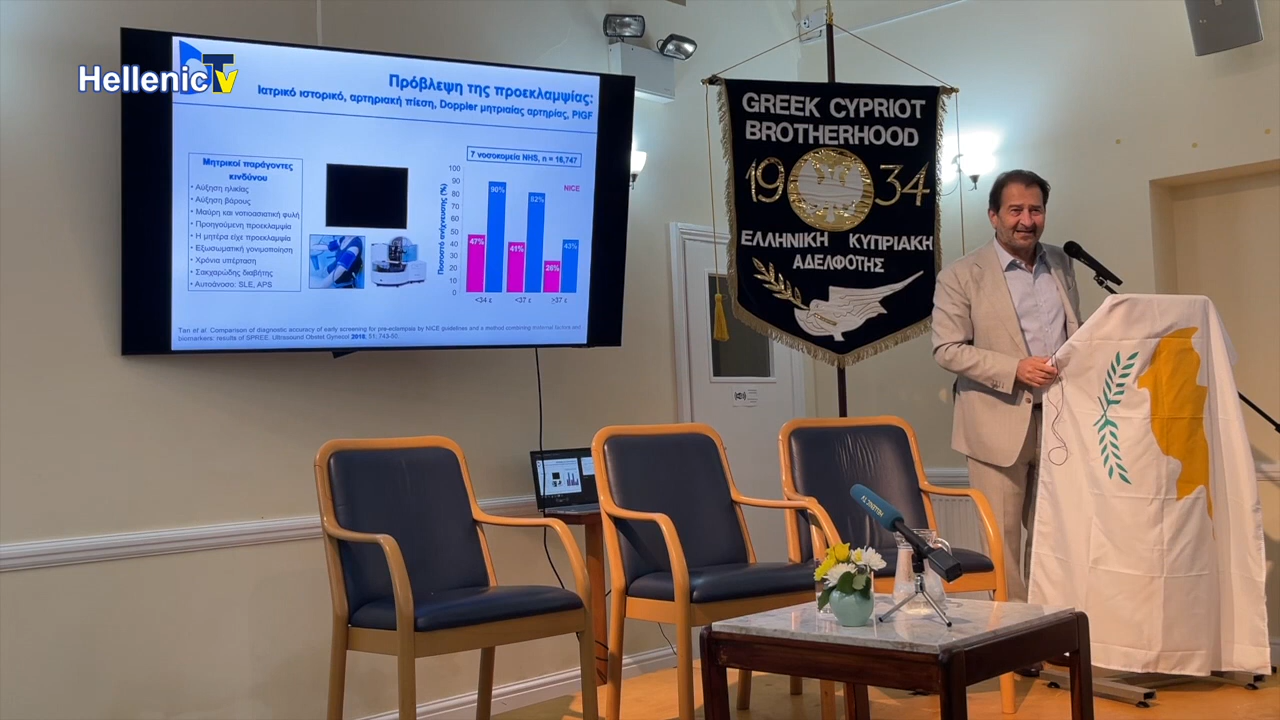 Hellenic TV
Πρόβλεψη της προεκλαμψίας:
Ιατρικό ιστορικό, αρτηριακή πίεση, Doppler μητριαίας αρτηρίας, PlGF
Μητρικοί παράγοντες
κινδύνου
• Αύξηση ηλικίας
• Αύξηση βάρους
• Μαύρη και νοτιοασιατική φυλή
• Προηγούμενη προεκλαμψία
• Η μητέρα είχε προεκλαμψία
• Εξωσωματική γονιμοποίηση
• Χρόνια υπέρταση
• Σακχαρώδης διαβήτης
• Αυτοάνοσο: SLE, APS
7 νοσοκομεία NHS, n = 16,747
Ποσοστό ανίχνευσης (%)
100
90
80
70
60
50
40
30
20
10
0
NICE
47%
90%
41%
82%
26%
43%
<34 ε
<37 ε
≥37 ε
Tan et al. Comparison of diagnostic accuracy of early screening for pre-eclampsia by NICE guidelines and a method combining maternal factors and
biomarkers: results of SPREE. Ultrasound Obstet Gynecol 2018; 51: 743-50
GREEK CYPRIOT
BROTHERHOOD
1934
ΕΛΛΗΝΙΚΗ ΚΥΠΡΙΑΚΗ
ΑΔΕΛΦΟΤΗΣ
HELLENIC TV